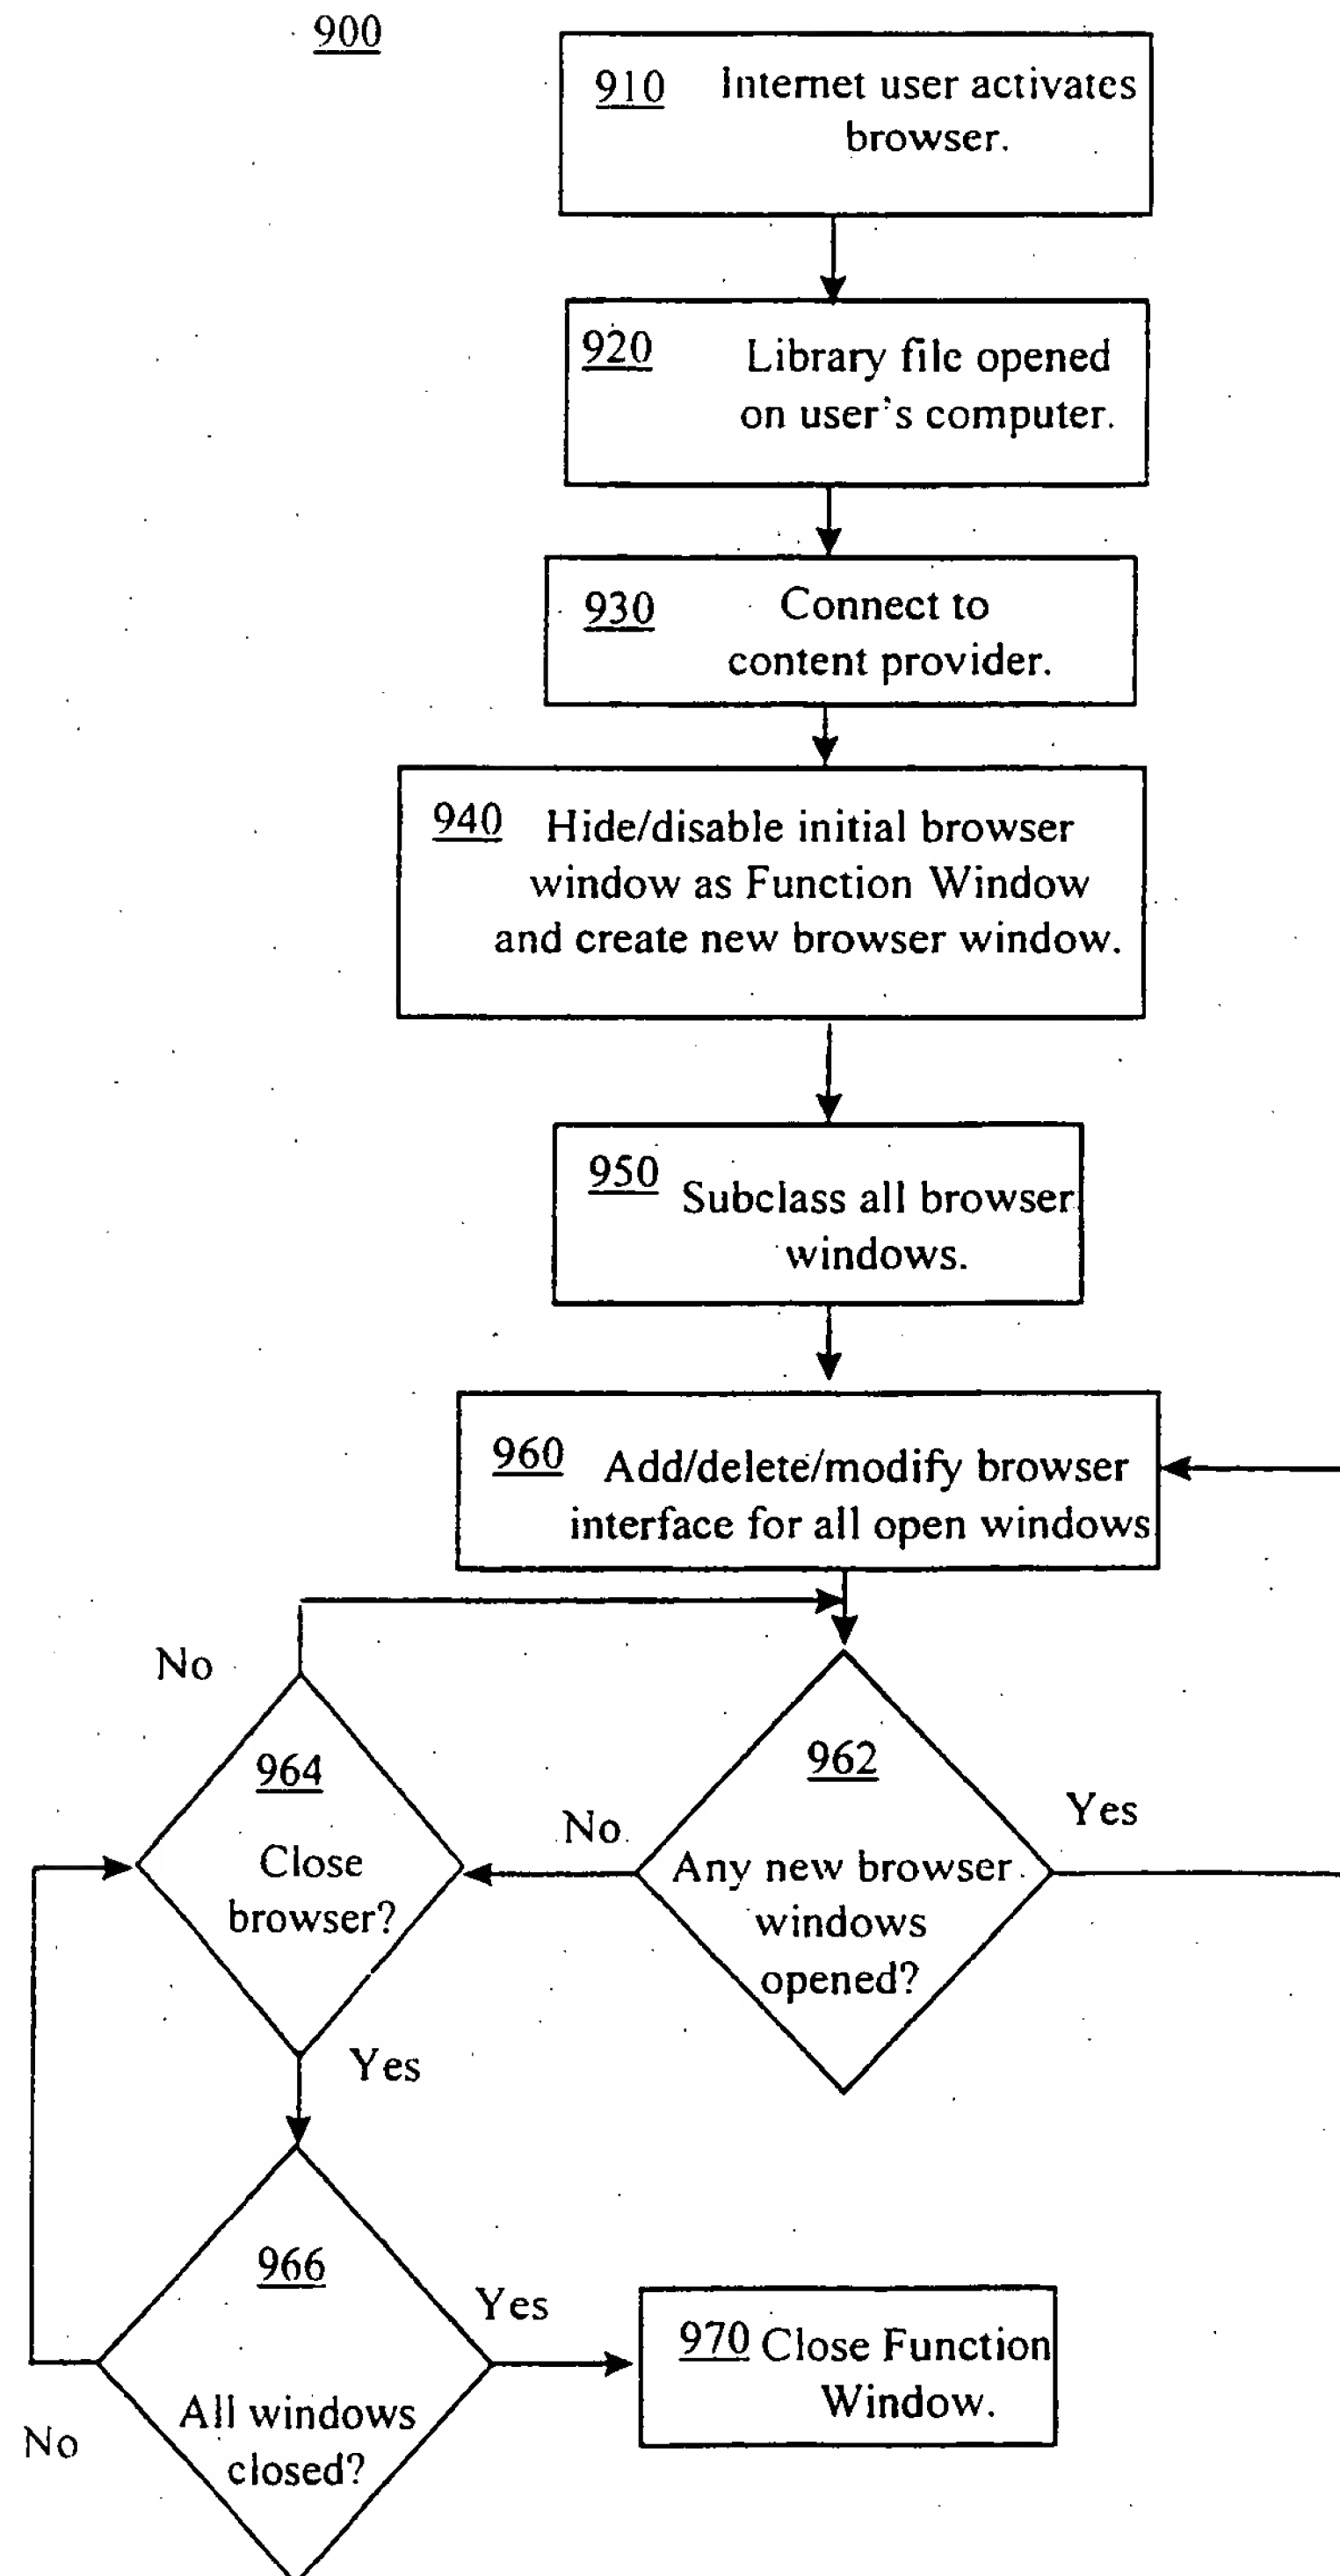 900
910 Internet user activates
browser.
920 Library file opened
on user's computer.
930 Connect to
content provider.
940 Hide/disable initial browser
window as Function Window
and create new browser window.
950 Subclass all browser
windows.
960 Add/delete/modify browser
interface for all open windows
No
964
Close
browser?
No
962
Any new browser
windows
opened?
Yes
Yes
966
All windows
closed?
No
Yes
970 Close Function
Window.